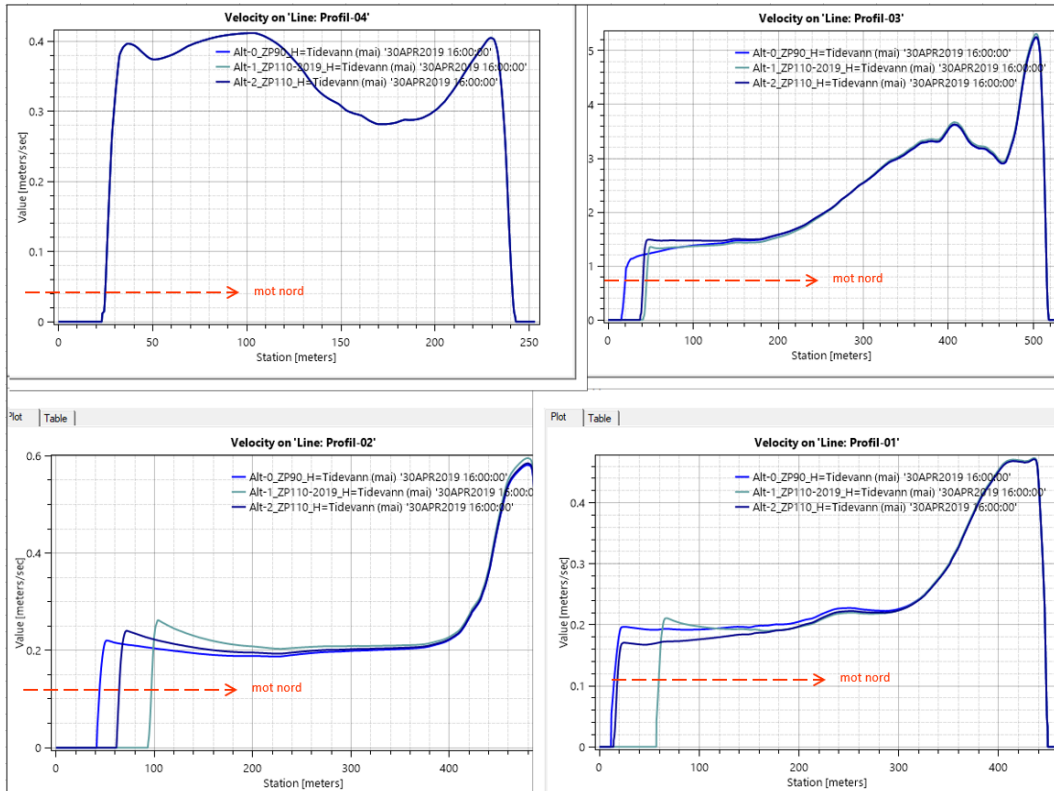 Velocity on 'Line: Profil-04'
Alt-0_ZP90_H=Tidevann (mai) '30APR2019 16:00:00'
Alt-1_ZP110-2019_H=Tidevann (mai) '30APR2019 16:00:00'
Alt-2_ZP110_H=Tidevann (mai) '30APR2019 16:00:00'
Value [meters/sec]
0.4
0.3
0.2
0.1
0
mot nord
0 50 100 150 200 250
Station [meters]
Velocity on 'Line: Profil-03'
Alt-0_ZP90_H=Tidevann (mai) '30APR2019 16:00:00'
Alt-1_ZP110-2019_H=Tidevann (mai) '30APR2019 16:00:00'
Alt-2_ZP110_H=Tidevann (mai) '30APR2019 16:00:00'
5
4
3
2
1
0
mot nord
0 100 200 300 400 500
Station [meters]
Plot Table
Velocity on 'Line: Profil-02'
Alt-0_ZP90_H=Tidevann (mai) '30APR2019 16:00:00'
Alt-1_ZP110-2019_H=Tidevann (mai) '30APR2019 16:00:00'
Alt-2_ZP110_H=Tidevann (mai) '30APR2019 16:00:00'
Value [meters/sec]
0.6
0.4
0.2
0
mot nord
0 100 200 300 400
Station [meters]
Plot Table
Velocity on 'Line: Profil-01'
Alt-0_ZP90_H=Tidevann (mai) '30APR2019 16:00:00'
Alt-1_ZP110-2019_H=Tidevann (mai) '30APR2019 16:00:00'
Alt-2_ZP110_H=Tidevann (mai) '30APR2019 16:00:00'
Value [meters/sec]
0.4
0.3
0.2
0.1
0
mot nord
0 100 200 300 400
Station [meters]